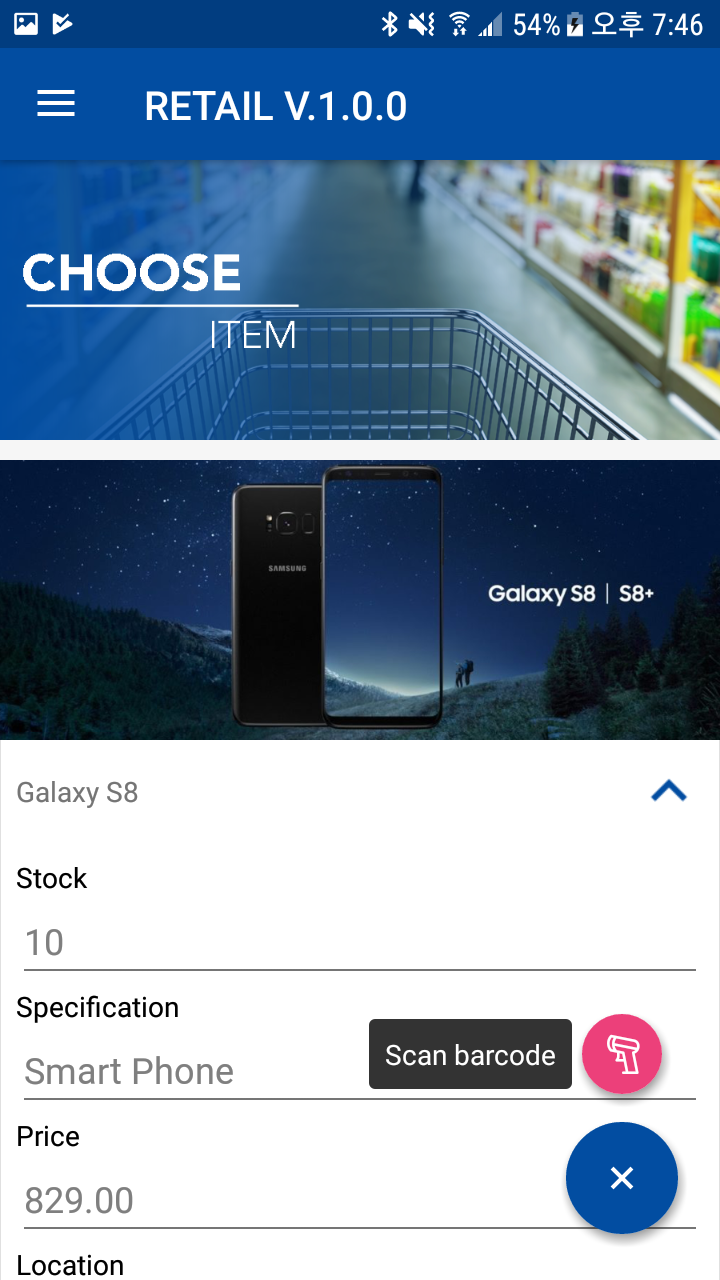 54% 오후 7:46
RETAIL V.1.0.0
CHOOSE
ITEM
SAMSUNG
Galaxy S8 | S8+
Galaxy S8
Stock
10
Specification
Smart Phone
Scan barcode
Price
829.00
Location